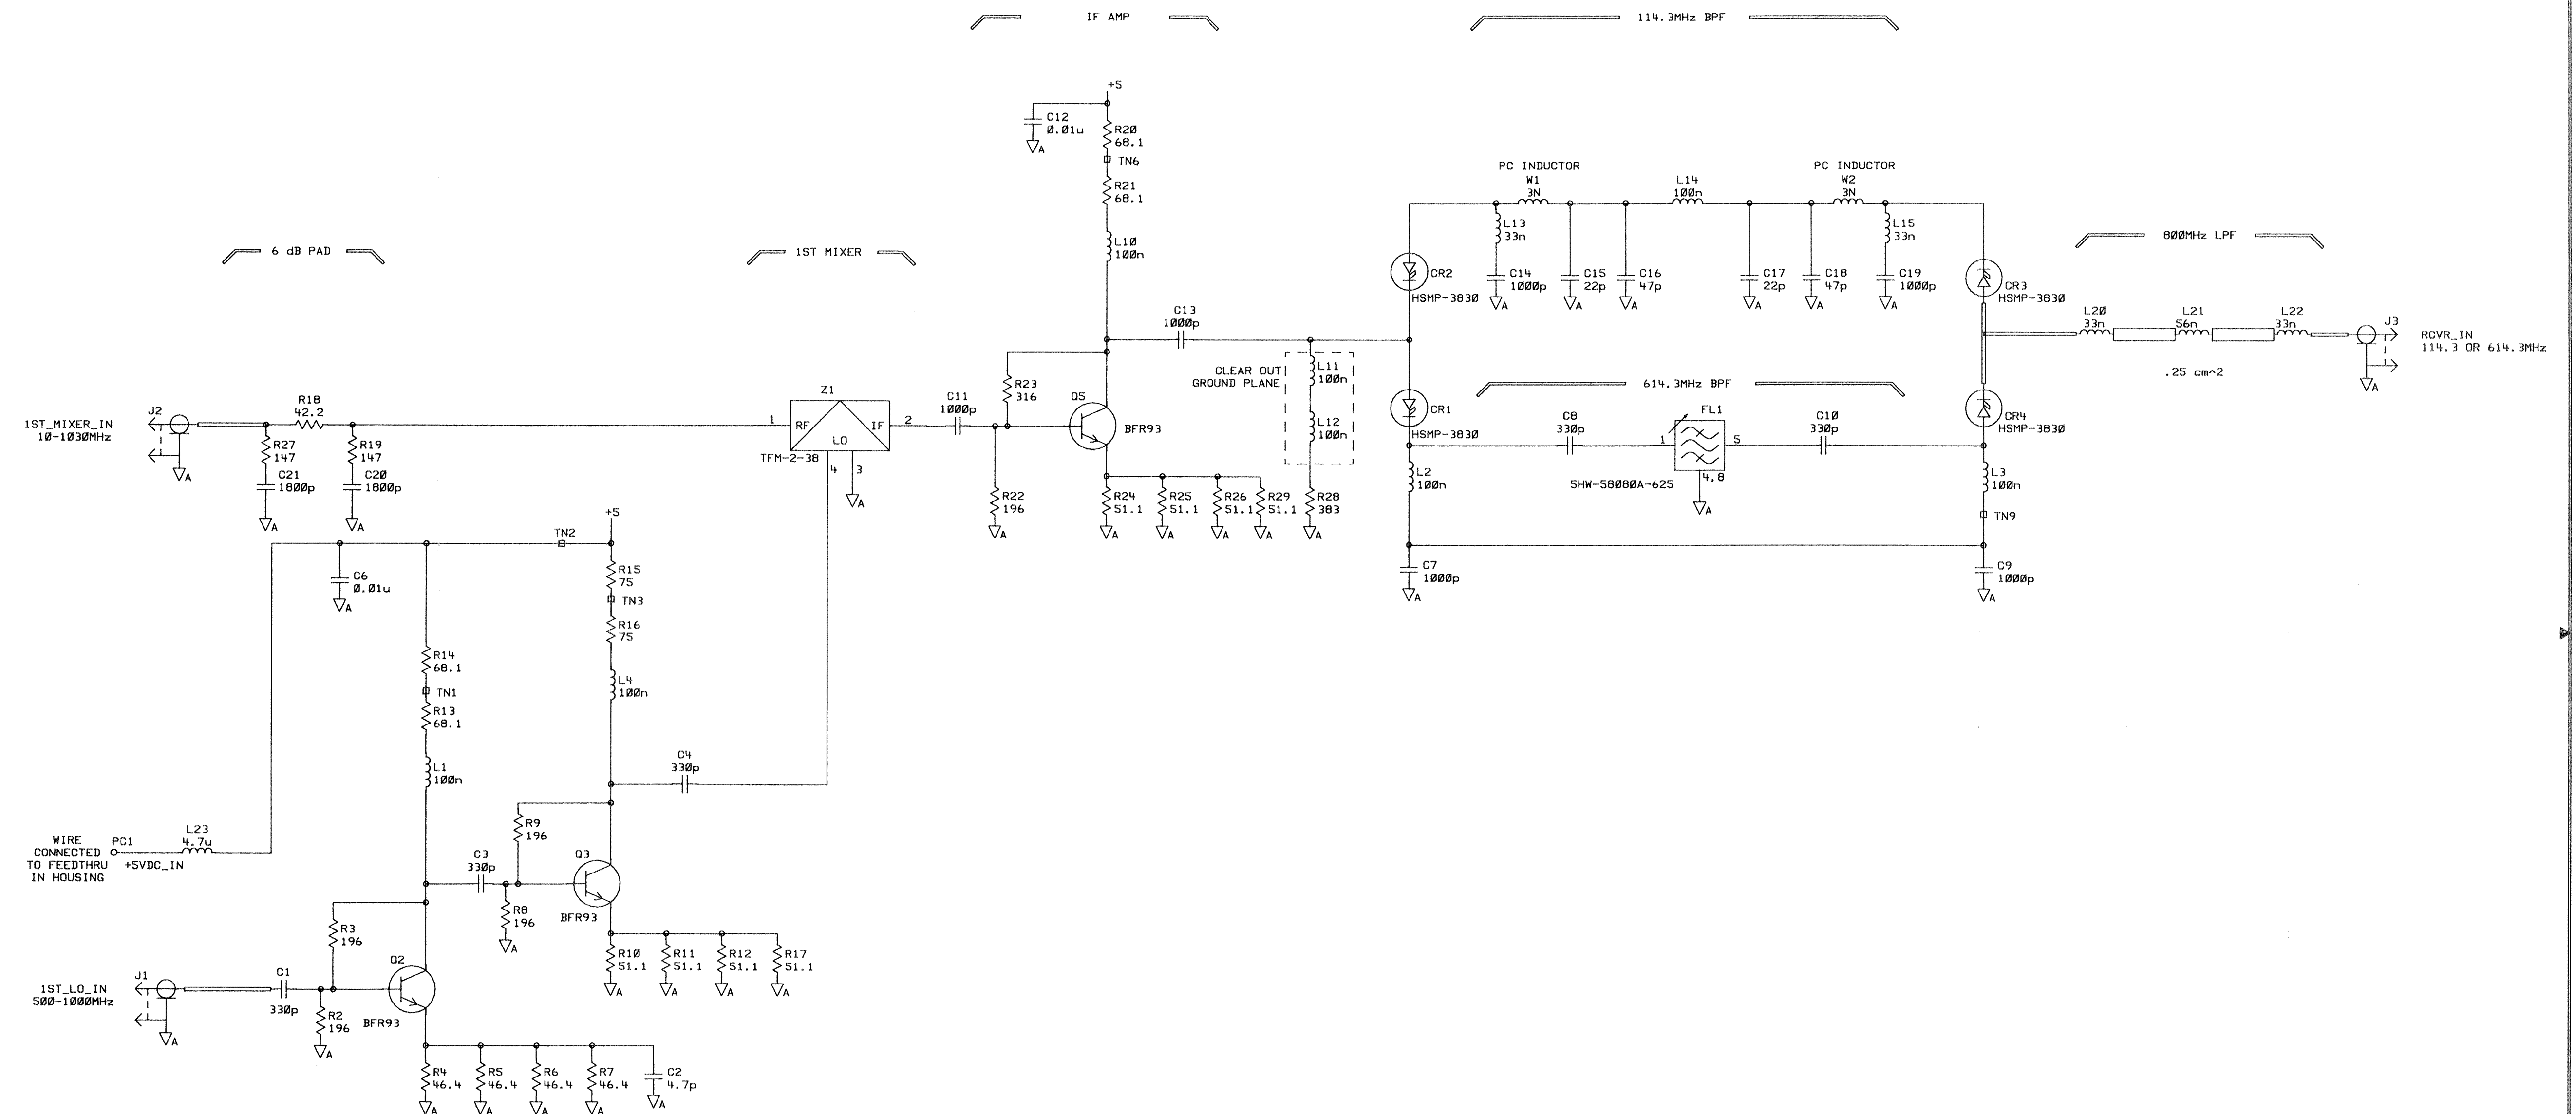 IF AMP
114.3MHz BPF
+5
C12
0.01u
A
R20
68.1
TN6
R21
68.1
L10
100n
PC INDUCTOR
W1
3N
L14
100n
PC INDUCTOR
W2
3N
L13
33n
L15
33n
CR2
HSMP-3830
C14
1000p
A
C15
22p
A
C16
47p
A
C17
22p
A
C18
47p
A
C19
1000p
A
CR3
HSMP-3830
800MHz LPF
L20
33n
L21
56n
L22
33n
J3
A
RCVR_IN
114.3 OR 614.3MHz
.25 cm^2
6 dB PAD
1ST MIXER
C13
1000p
CLEAR OUT
GROUND PLANE
L11
100n
L12
100n
614.3MHz BPF
CR1
HSMP-3830
CR4
HSMP-3830
C8
330p
FL1
1
5
4,8
A
SHW-58080A-625
C10
330p
L2
100n
L3
100n
TN9
C7
1000p
A
C9
1000p
A
1ST_MIXER_IN
10-1030MHz
J2
A
R18
42.2
R27
147
C21
1800p
A
R19
147
C20
1800p
A
Z1
1
RF
IF
2
LO
TFM-2-38
4
3
A
C11
1000p
R23
316
Q5
BFR93
R22
196
A
R24
51.1
A
R25
51.1
A
R26
51.1
A
R29
51.1
A
R28
383
A
TN2
+5
C6
0.01u
A
R15
75
TN3
R16
75
L4
100n
R14
68.1
TN1
R13
68.1
L1
100n
C4
330p
WIRE
CONNECTED
TO FEEDTHRU
IN HOUSING
PC1
+5VDC_IN
L23
4.7u
R9
196
C3
330p
Q3
BFR93
R8
196
A
R10
51.1
A
R11
51.1
A
R12
51.1
A
R17
51.1
A
R3
196
Q2
BFR93
1ST_LO_IN
500-1000MHz
J1
A
C1
330p
R2
196
A
R4
46.4
A
R5
46.4
A
R6
46.4
A
R7
46.4
A
C2
4.7p
A